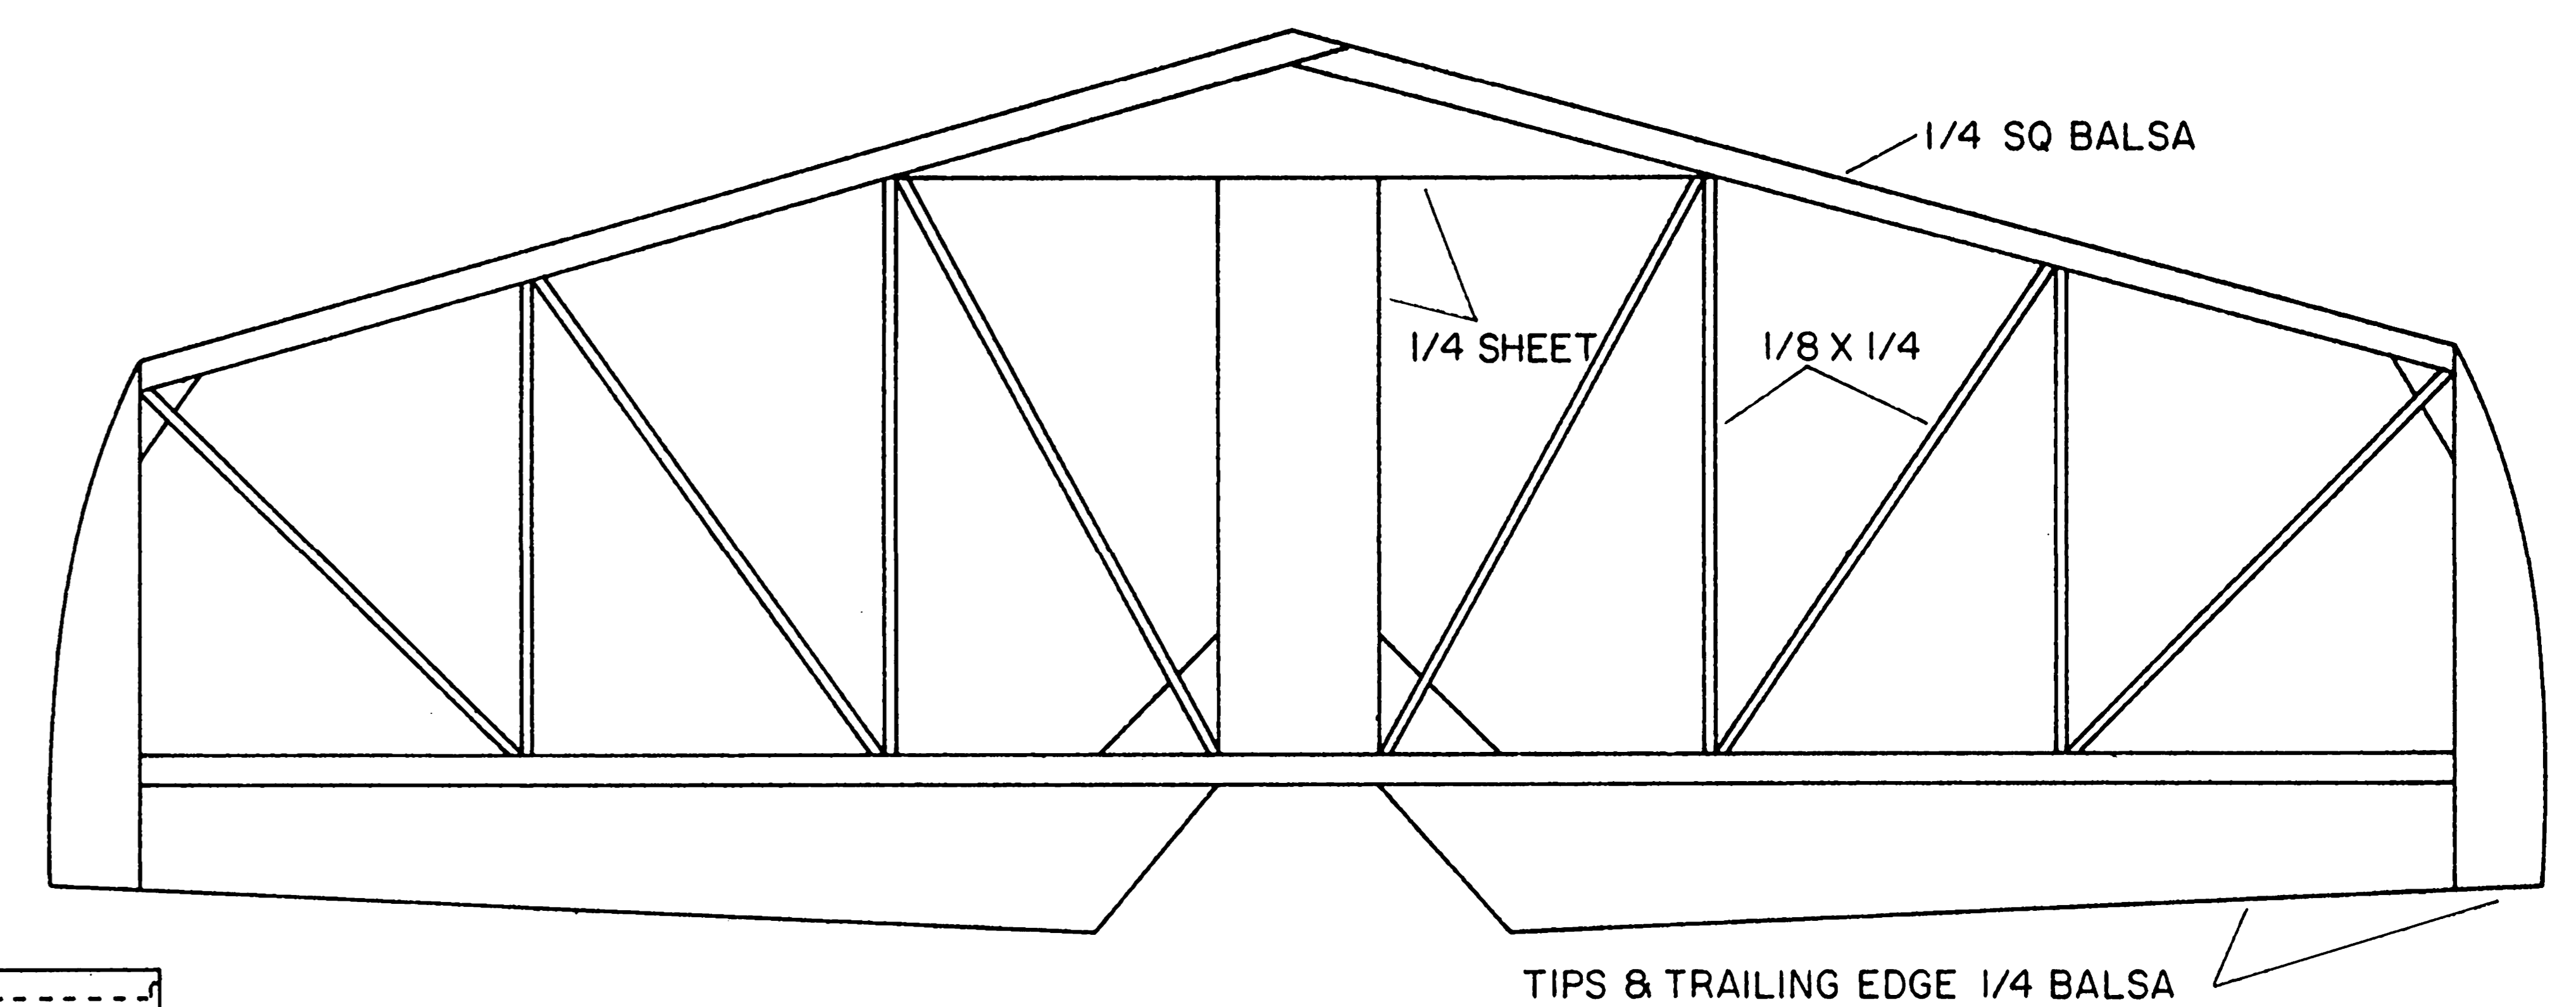 1/4 SQ BALSA
1/4 SHEET
1/8 X 1/4
TIPS & TRAILING EDGE 1/4 BALSA